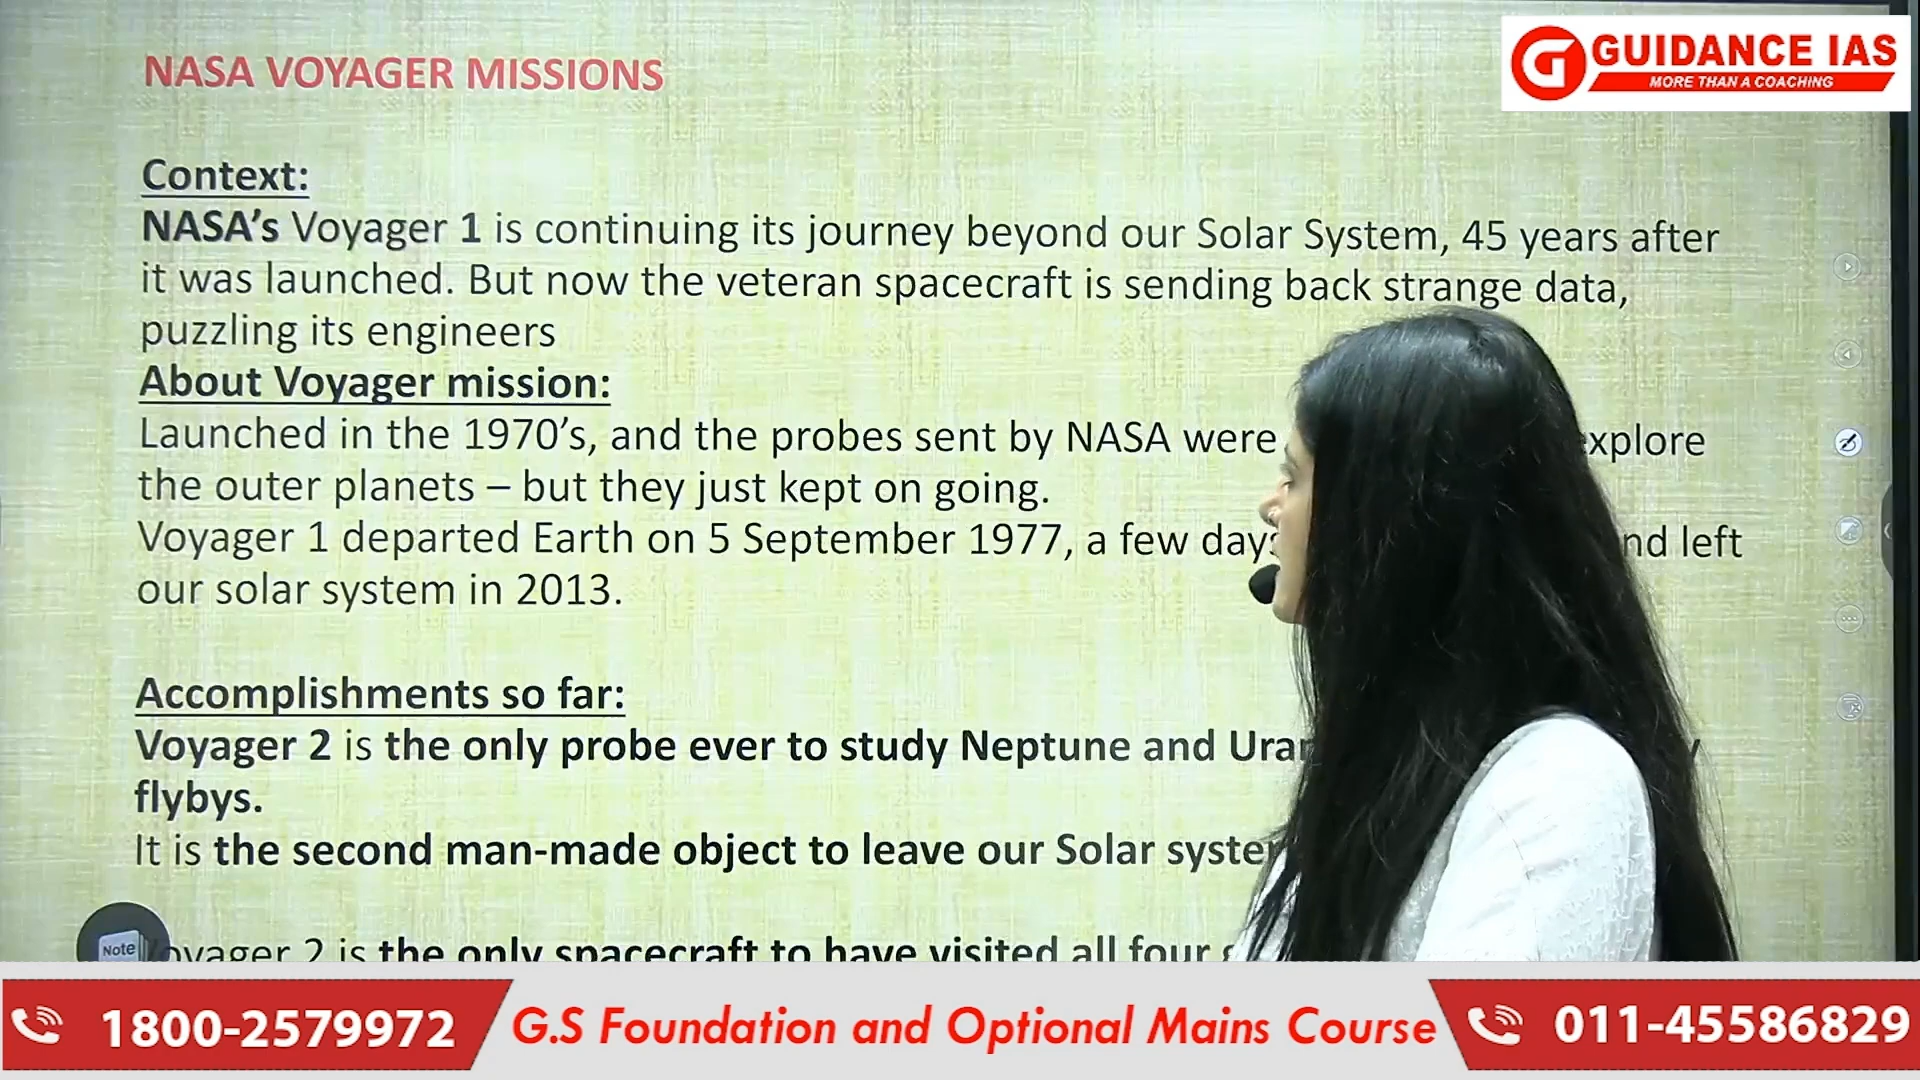 NASA VOYAGER MISSIONS
GUIDANCE IAS
MORE THAN A COACHING
Context:
NASA’s Voyager 1 is continuing its journey beyond our Solar System, 45 years after
it was launched. But now the veteran spacecraft is sending back strange data,
puzzling its engineers
About Voyager mission:
Launched in the 1970’s, and the probes sent by NASA were explore
the outer planets – but they just kept on going.
Voyager 1 departed Earth on 5 September 1977, a few days nd left
our solar system in 2013.
Accomplishments so far:
Voyager 2 is the only probe ever to study Neptune and Uran
flybys.
It is the second man-made object to leave our Solar system
Note
oyager 2 is the only spacecraft to have visited all four
1800-2579972
G.S Foundation and Optional Mains Course
011-45586829